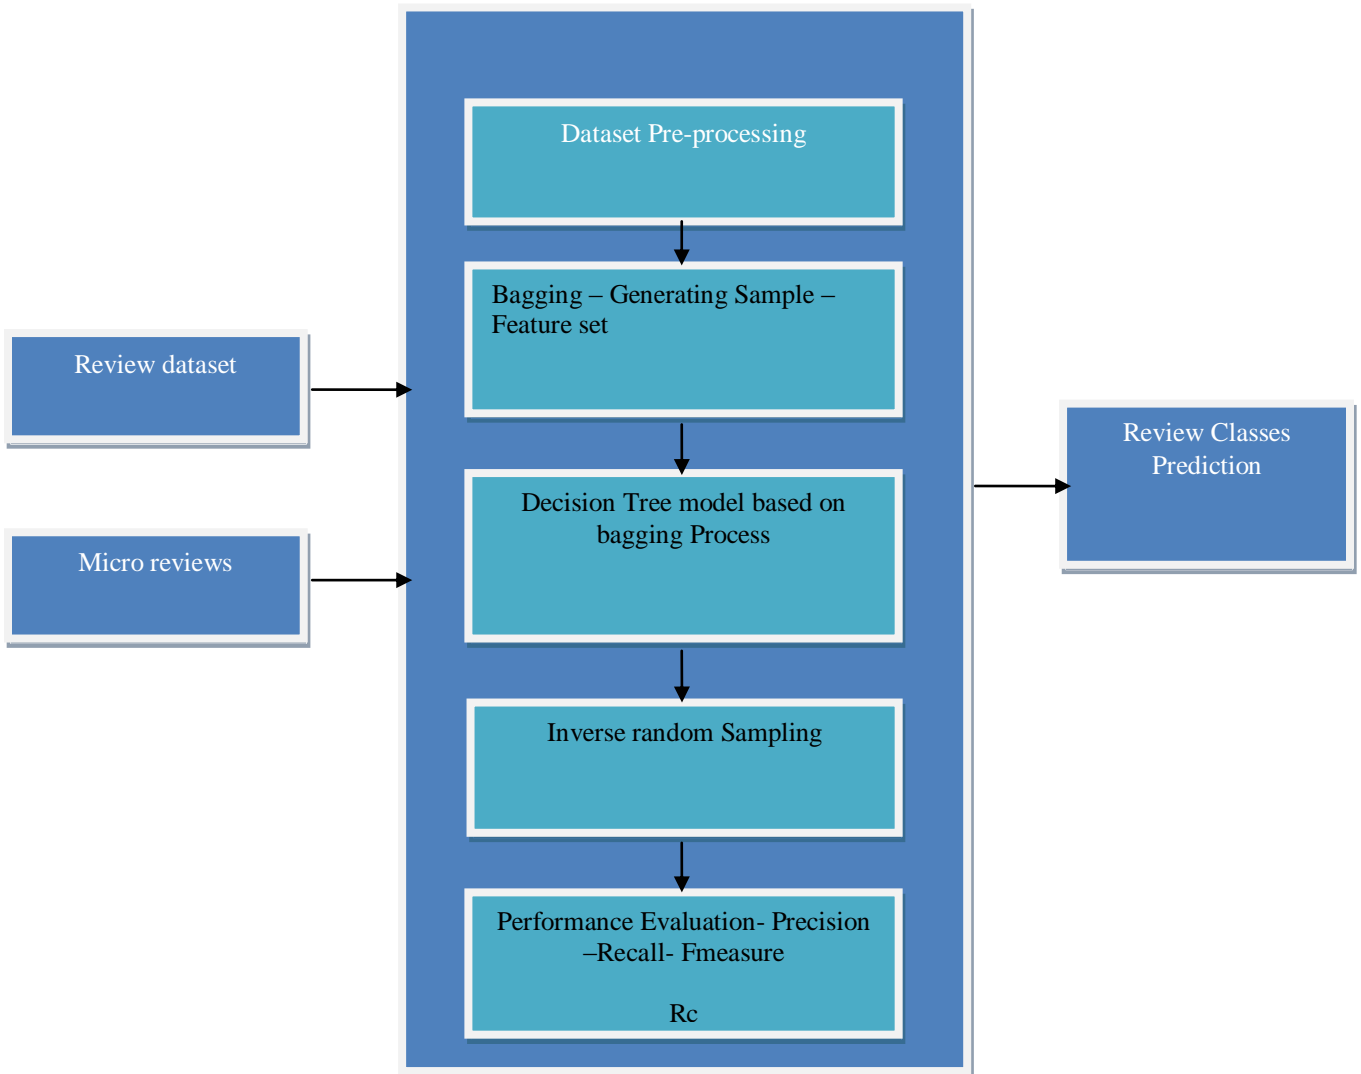 Dataset Pre-processing
Bagging – Generating Sample –
Feature set
Review dataset
Review Classes
Prediction
Decision Tree model based on
bagging Process
Micro reviews
Inverse random Sampling
Performance Evaluation- Precision
–Recall- Fmeasure
Rc